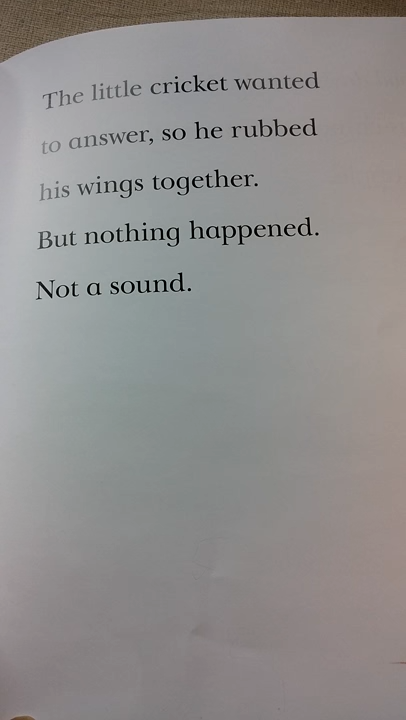 The little cricket wanted
to answer, so he rubbed
his wings together.
But nothing happened.
Not a sound.